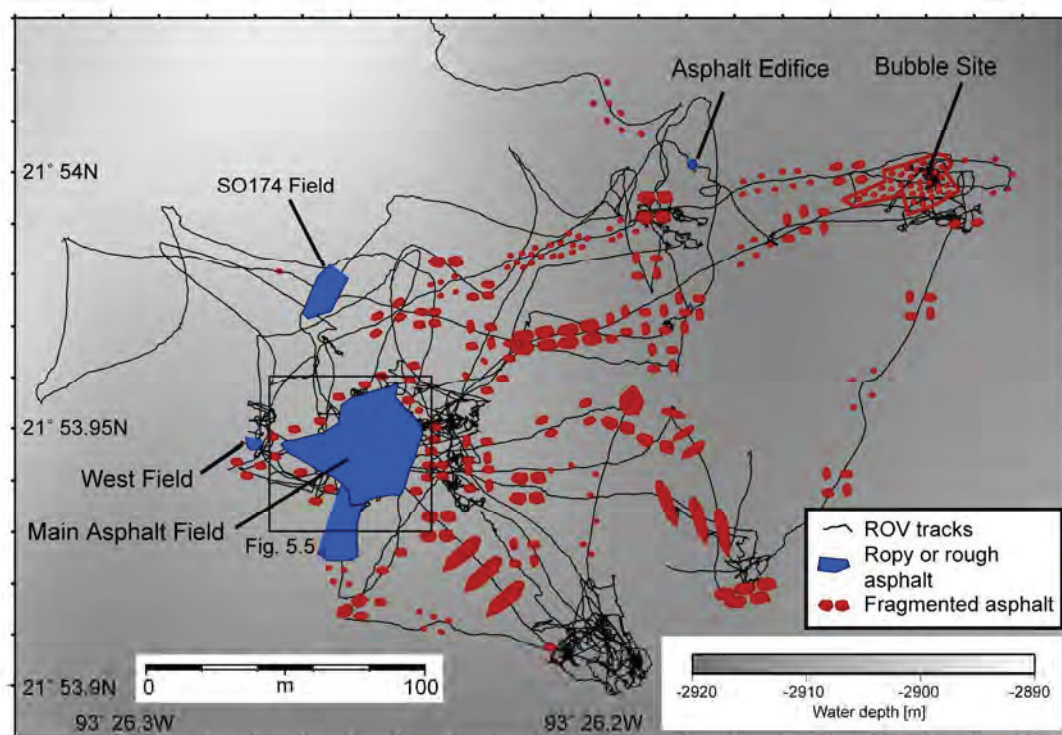 Asphalt Edifice
Bubble Site
21° 54N
SO174 Field
21° 53.95N
West Field
Main Asphalt Field
Fig. 5.5
ROV tracks
Ropy or rough
asphalt
Fragmented asphalt
0 m 100
-2920 -2910 -2900 -2890
Water depth [m]
21° 53.9N
93° 26.3W
93° 26.2W